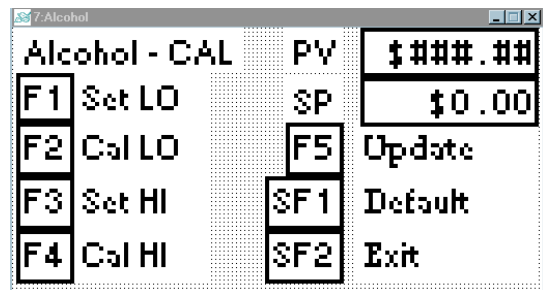 7:Alcohol
Alcohol - CAL PV $###.##
F1 Set LO SP $0.00
F2 Cal LO F5 Update
F3 Set HI SF1 Default
F4 Cal HI SF2 Exit